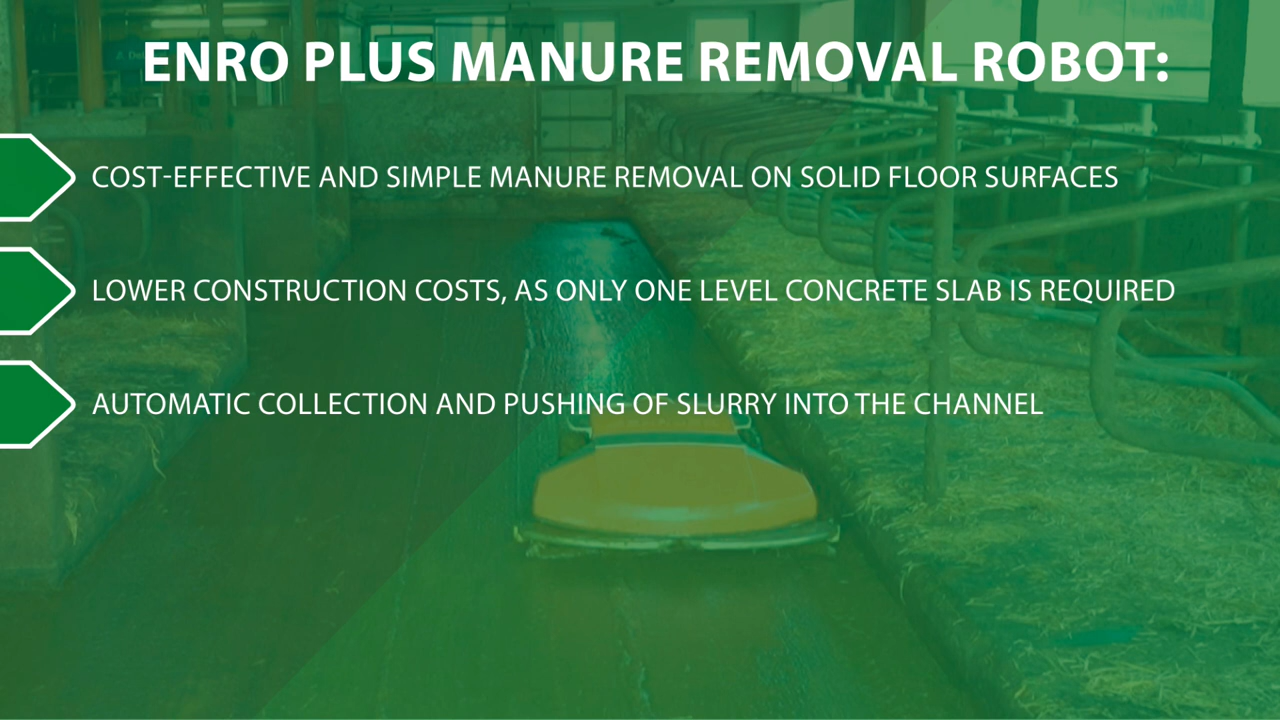 ENRO PLUS MANURE REMOVAL ROBOT:
COST-EFFECTIVE AND SIMPLE MANURE REMOVAL ON SOLID FLOOR SURFACES
LOWER CONSTRUCTION COSTS, AS ONLY ONE LEVEL CONCRETE SLAB IS REQUIRED
AUTOMATIC COLLECTION AND PUSHING OF SLURRY INTO THE CHANNEL